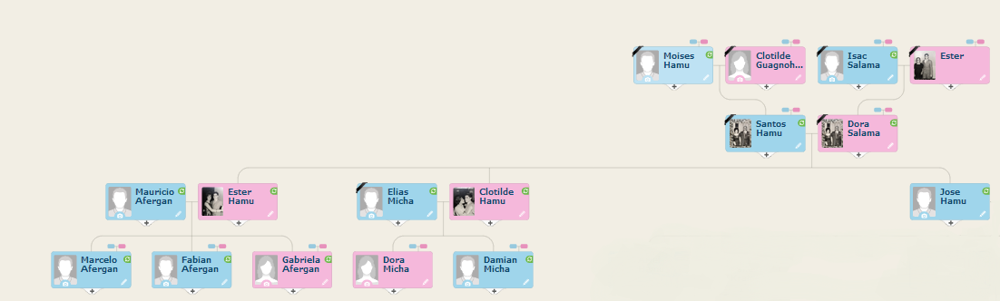 Moises
Hamu
Clotilde
Guagnoh...
Isac
Salama
Ester
Santos
Hamu
Dora
Salama
Mauricio
Afergan
Ester
Hamu
Elias
Micha
Clotilde
Hamu
Jose
Hamu
Marcelo
Afergan
Fabian
Afergan
Gabriela
Afergan
Dora
Micha
Damian
Micha